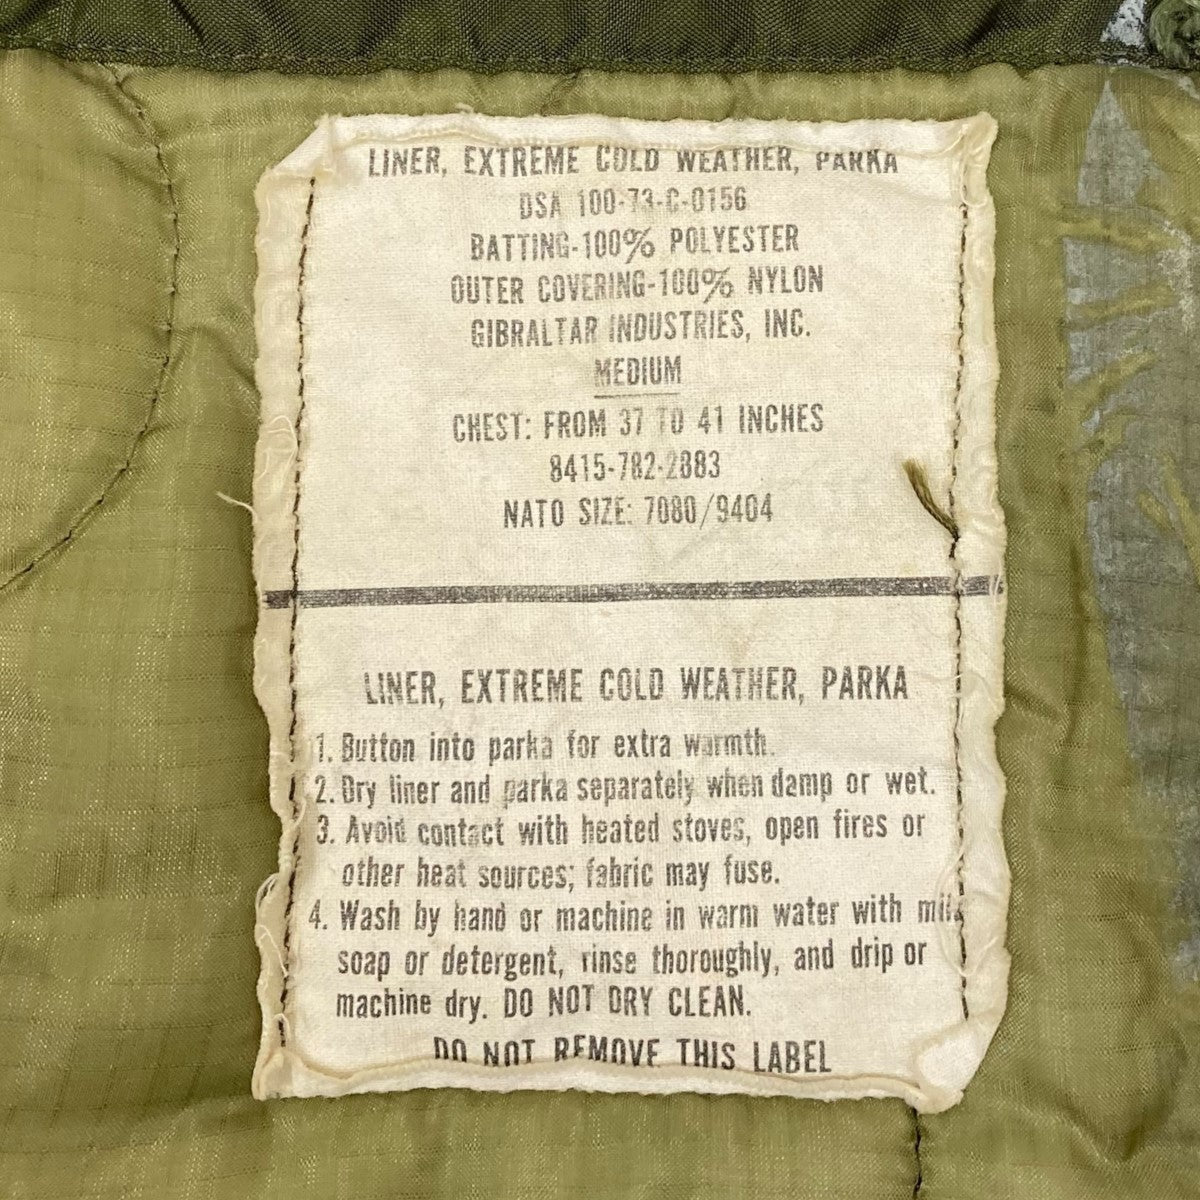 LINER, EXTREME COLD WEATHER, PARKA
DSA 100-73-C-0156
BATTING-100% POLYESTER
OUTER COVERING-100% NYLON
GIBRALTAR INDUSTRIES, INC.
MEDIUM
CHEST: FROM 37 TO 41 INCHES
8415-782-2883
NATO SIZE: 7080/9404
LINER, EXTREME COLD WEATHER, PARKA
1. Button into parka for extra warmth.
2. Dry liner and parka separately when damp or wet.
3. Avoid contact with heated stoves, open fires or
other heat sources; fabric may fuse.
4. Wash by hand or machine in warm water with mild
soap or detergent, rinse thoroughly, and drip or
machine dry. DO NOT DRY CLEAN.
DO NOT REMOVE THIS LABEL